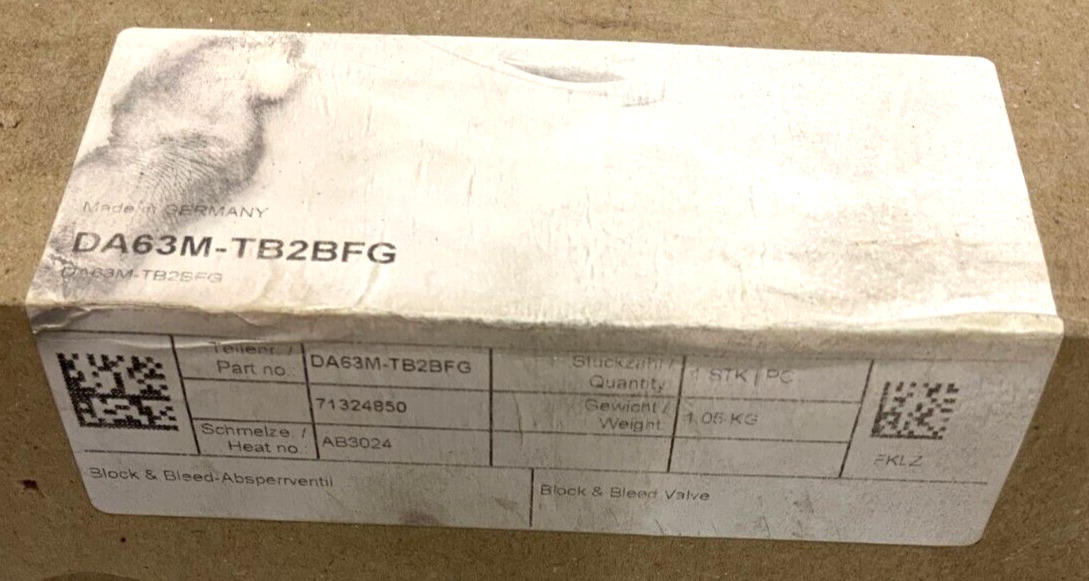 Made in GERMANY
DA63M-TB2BFG
DA63M-TB2BFG
Teilenr. /
Part no.:
DA63M-TB2BFG
Stückzahl /
Quantity:
1 STK | PC
71324850
Gewicht /
Weight:
1,05 KG
Schmelze. /
Heat no.:
AB3024
FKLZ
Block & Bleed-Absperrventil
Block & Bleed Valve